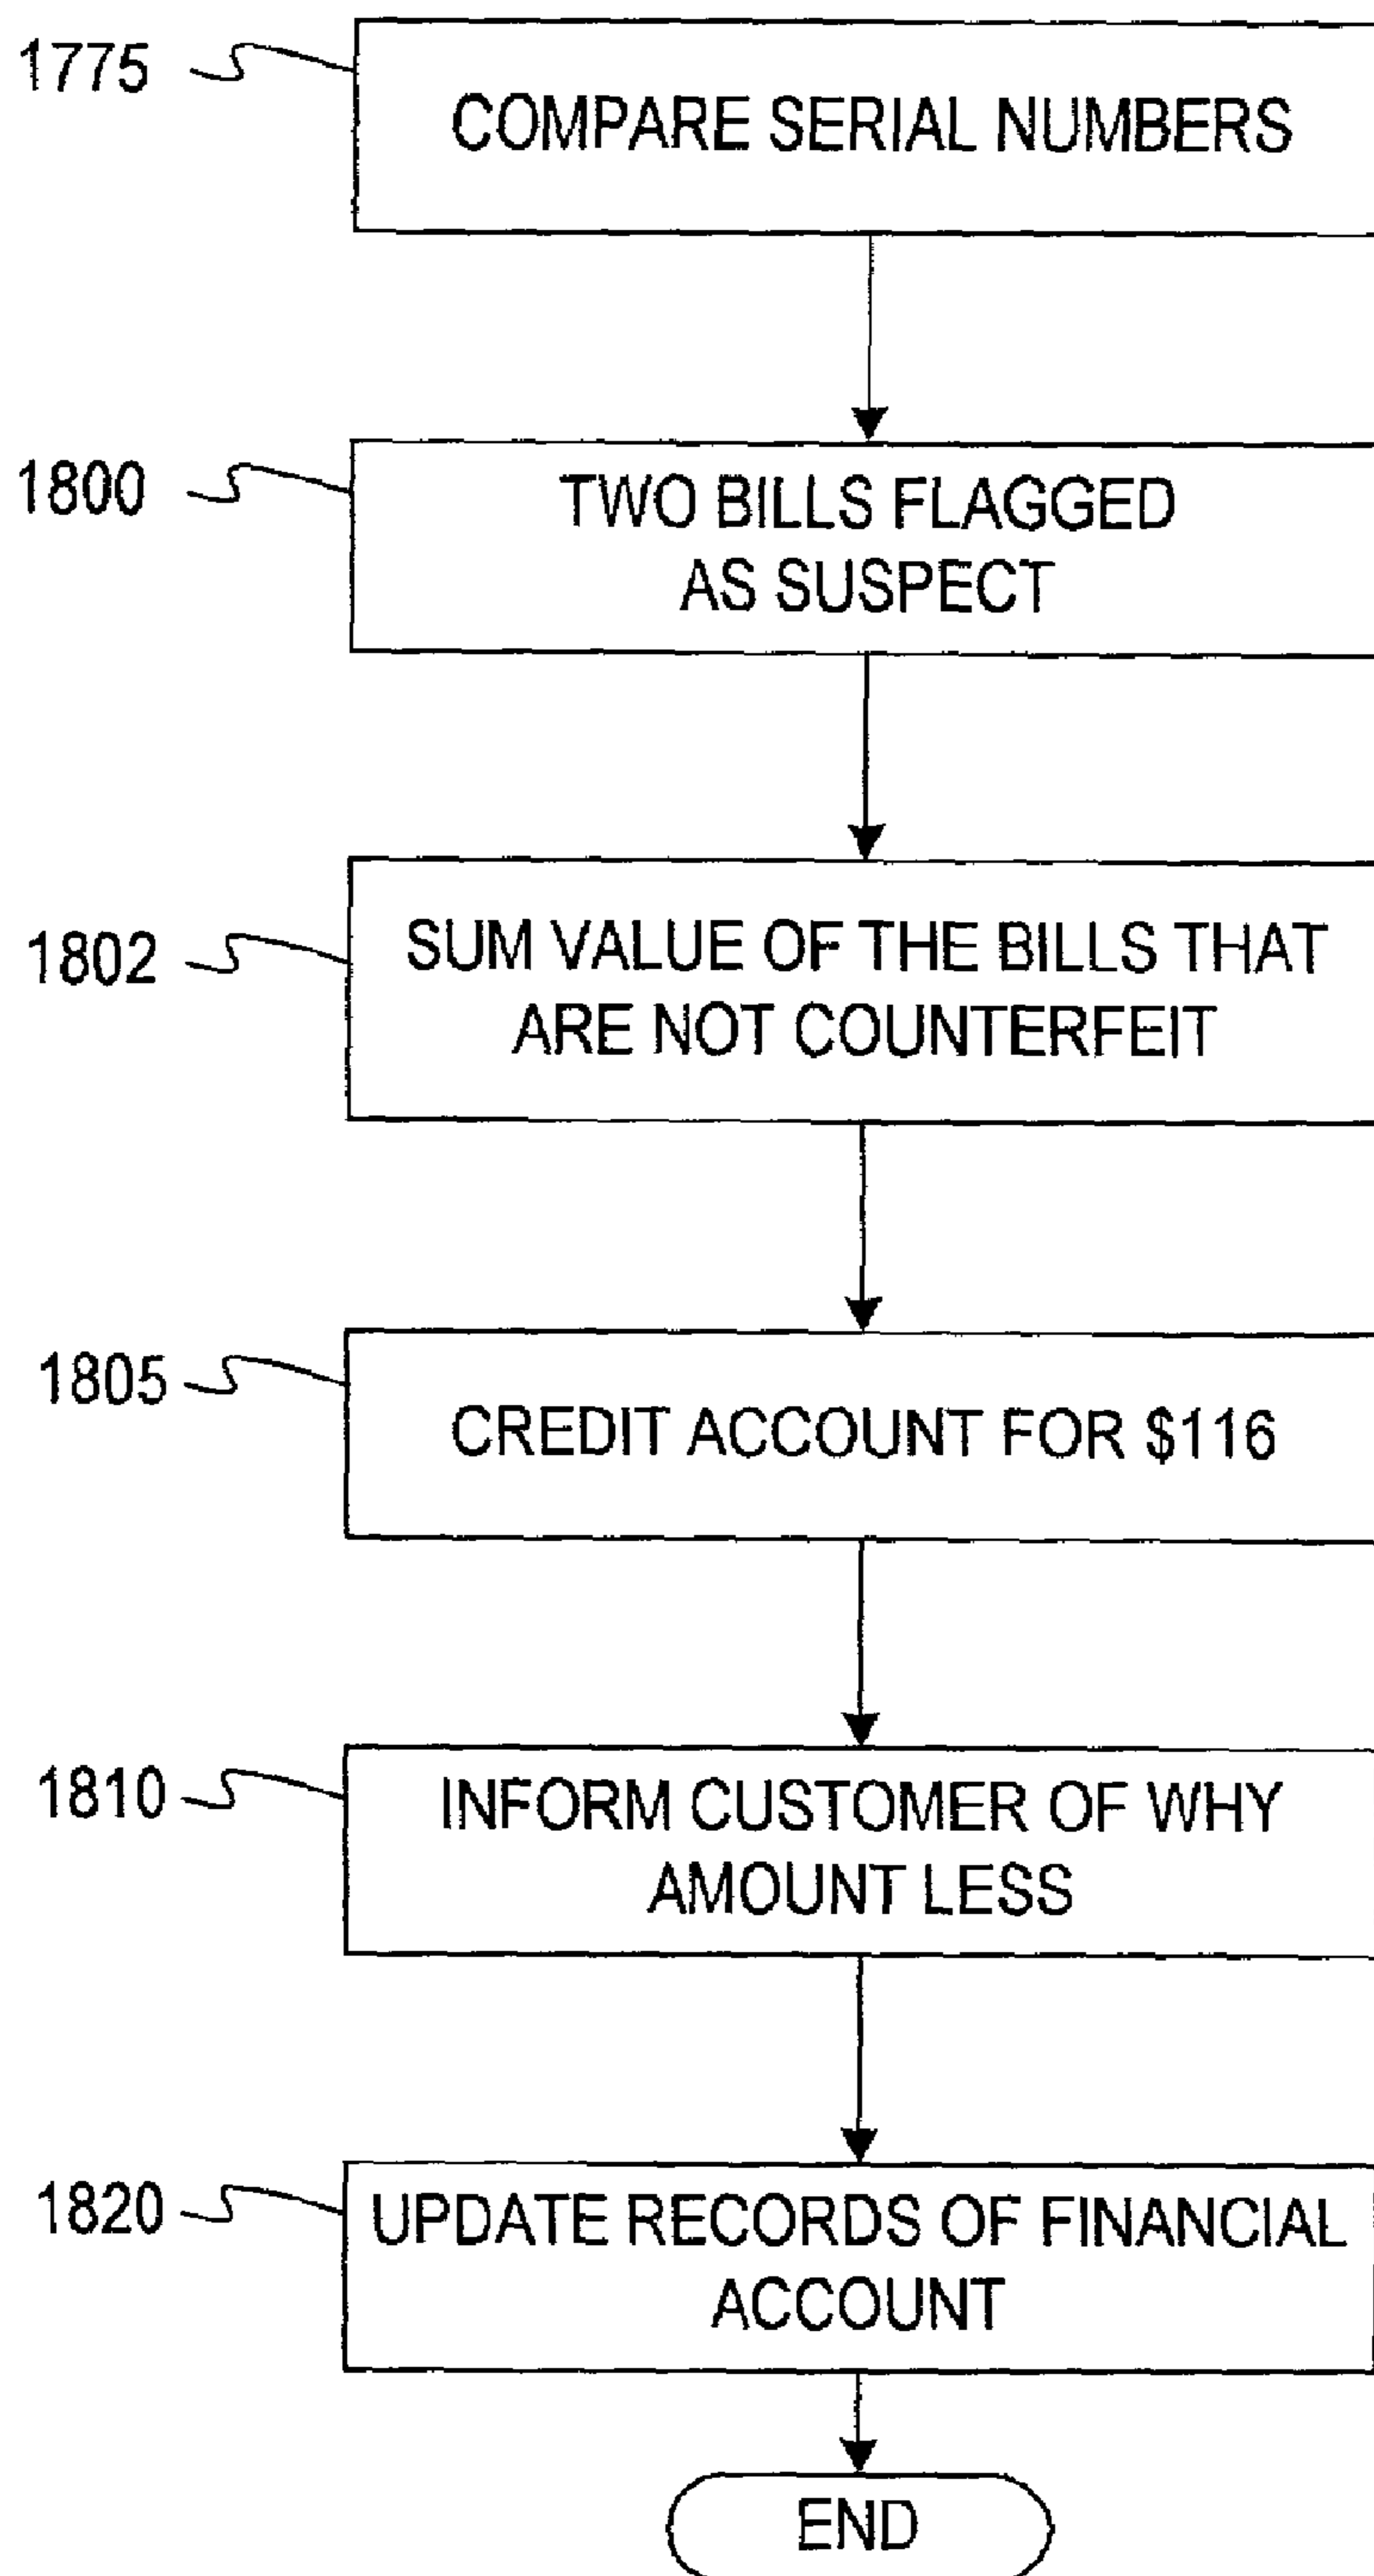 1775
COMPARE SERIAL NUMBERS
1800
TWO BILLS FLAGGED
AS SUSPECT
1802
SUM VALUE OF THE BILLS THAT
ARE NOT COUNTERFEIT
1805
CREDIT ACCOUNT FOR $116
1810
INFORM CUSTOMER OF WHY
AMOUNT LESS
1820
UPDATE RECORDS OF FINANCIAL
ACCOUNT
END